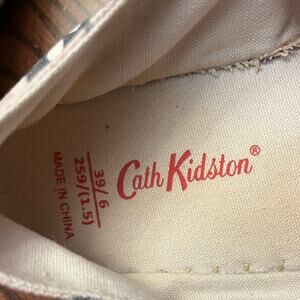 Cath Kidston®
39/6
259/(1.5)
MADE IN CHINA